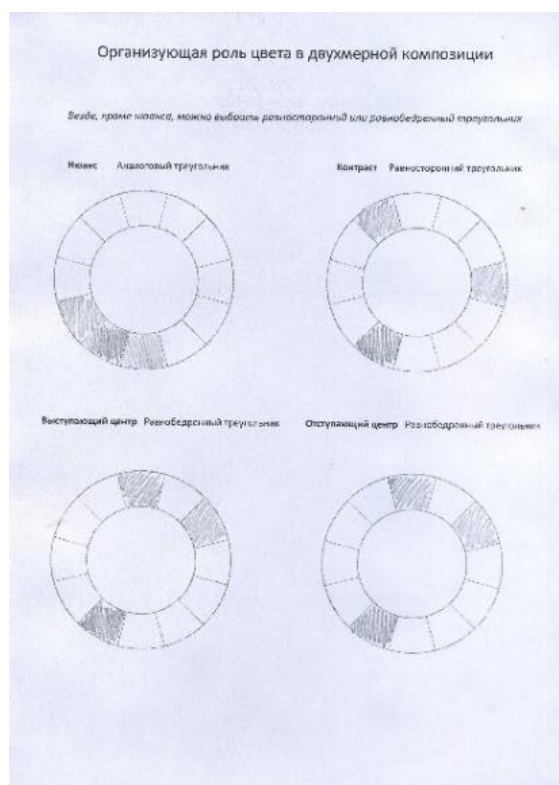 Организующая роль цвета в двухмерной композиции
Везде, кроме нюанса, можно выбрать равносторонний или равнобедренный треугольник
Нюанс Аналоговый треугольник
Контраст Равносторонний треугольник
Выступающий центр Равнобедренный треугольник
Отступающий центр Равнобедренный треугольник